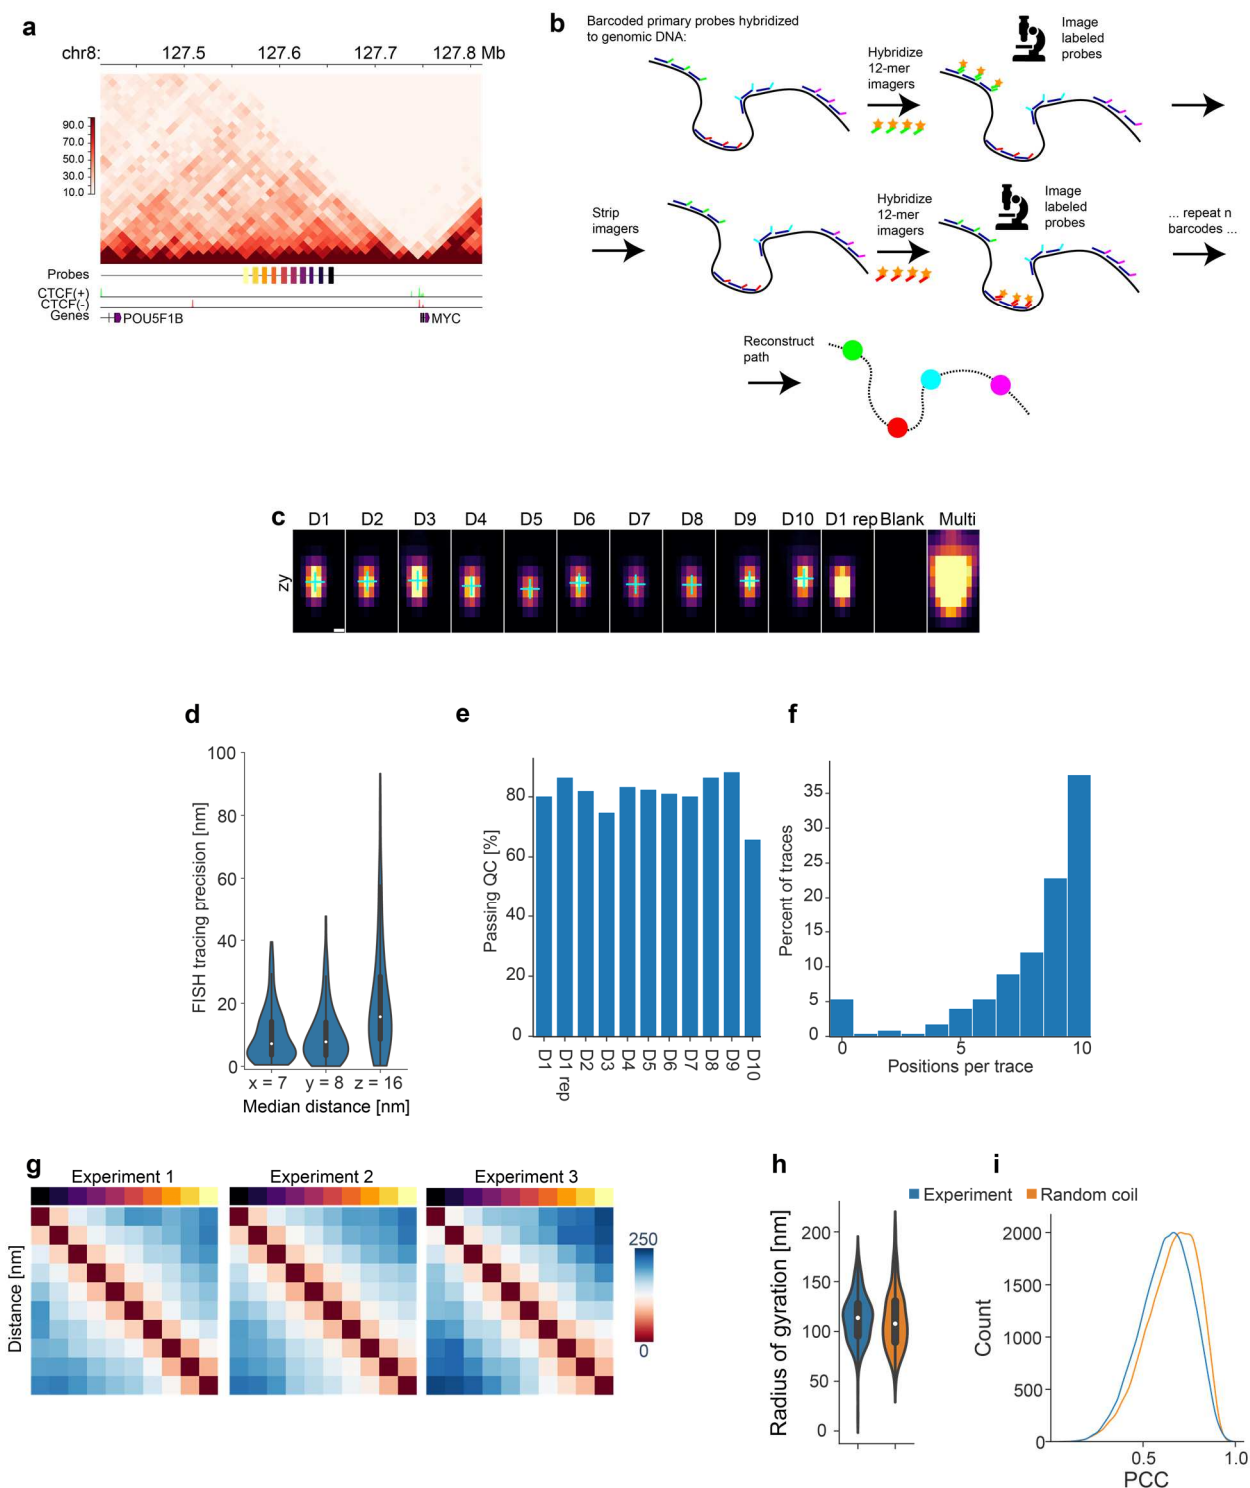 a
chr8: 127.5 127.6 127.7 127.8 Mb
90.0
70.0
50.0
30.0
10.0
Probes
CTCF(+)
CTCF(-)
Genes
POU5F1B
MYC
b
Barcoded primary probes hybridized
to genomic DNA:
Hybridize
12-mer
imagers
Image
labeled
probes
Strip
imagers
Hybridize
12-mer
imagers
Image
labeled
probes
... repeat n
barcodes ...
Reconstruct
path
c
D1 D2 D3 D4 D5 D6 D7 D8 D9 D10 D1 rep Blank Multi
zy
d
FISH tracing precision [nm]
100
80
60
40
20
0
x = 7 y = 8 z = 16
Median distance [nm]
e
Passing QC [%]
80
60
40
20
0
D1 D1 rep D2 D3 D4 D5 D6 D7 D8 D9 D10
f
Percent of traces
35
30
25
20
15
10
5
0
0 5 10
Positions per trace
g
Experiment 1 Experiment 2 Experiment 3
Distance [nm]
250
0
h
Experiment Random coil
Radius of gyration [nm]
200
150
100
50
0
i
Count
2000
1500
1000
500
0
0.5 1.0
PCC